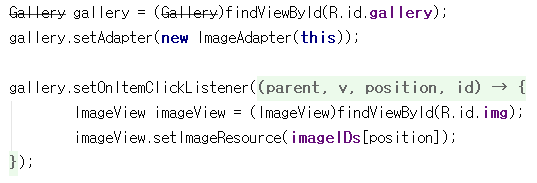 Gallery gallery = (Gallery)findViewById(R.id.gallery);
gallery.setAdapter(new ImageAdapter(this));
gallery.setOnItemClickListener((parent, v, position, id) → {
ImageView imageView = (ImageView)findViewById(R.id.img);
imageView.setImageResource(imageIDs[position]);
});